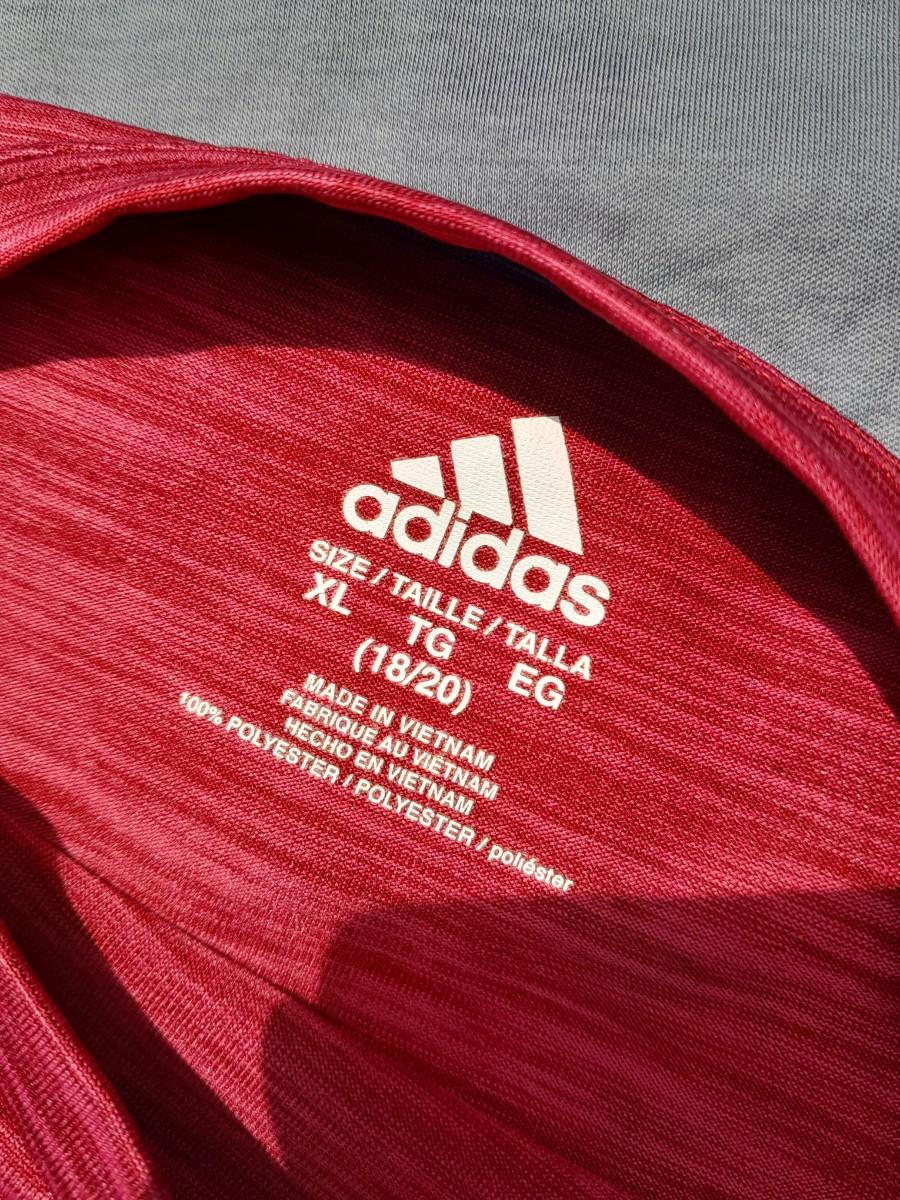 adidas
SIZE / TAILLE / TALLA
XL TG EG
(18/20)
MADE IN VIETNAM
FABRIQUE AU VIETNAM
HECHO EN VIETNAM
100% POLYESTER / POLYESTER / poliéster